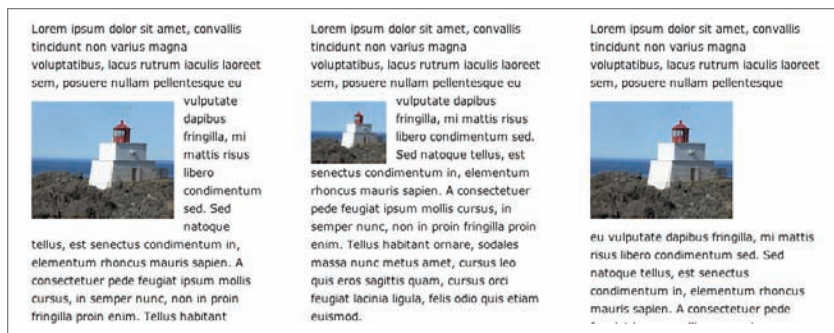 Lorem ipsum dolor sit amet, convallis
tincidunt non varius magna
voluptatibus, lacus rutrum iaculis laoreet
sem, posuere nullam pellentesque eu
vulputate
dapibus
fringilla, mi
mattis risus
libero
condimentum
sed. Sed
natoque
tellus, est senectus condimentum in,
elementum rhoncus mauris sapien. A
consectetuer pede feugiat ipsum mollis
cursus, in semper nunc, non in proin
fringilla proin enim. Tellus habitant
Lorem ipsum dolor sit amet, convallis
tincidunt non varius magna
voluptatibus, lacus rutrum iaculis laoreet
sem, posuere nullam pellentesque eu
vulputate dapibus
fringilla, mi mattis risus
libero condimentum sed.
Sed natoque tellus, est
senectus condimentum in, elementum
rhoncus mauris sapien. A consectetuer
pede feugiat ipsum mollis cursus, in
semper nunc, non in proin fringilla proin
enim. Tellus habitant ornare, sodales
massa nunc metus amet, cursus leo
quis eros sagittis quam, cursus orci
feugiat lacinia ligula, felis odio quis etiam
euismod.
Lorem ipsum dolor sit amet, convallis
tincidunt non varius magna
voluptatibus, lacus rutrum iaculis laoreet
sem, posuere nullam pellentesque
eu vulputate dapibus fringilla, mi mattis
risus libero condimentum sed. Sed
natoque tellus, est senectus
condimentum in, elementum rhoncus
mauris sapien. A consectetuer pede